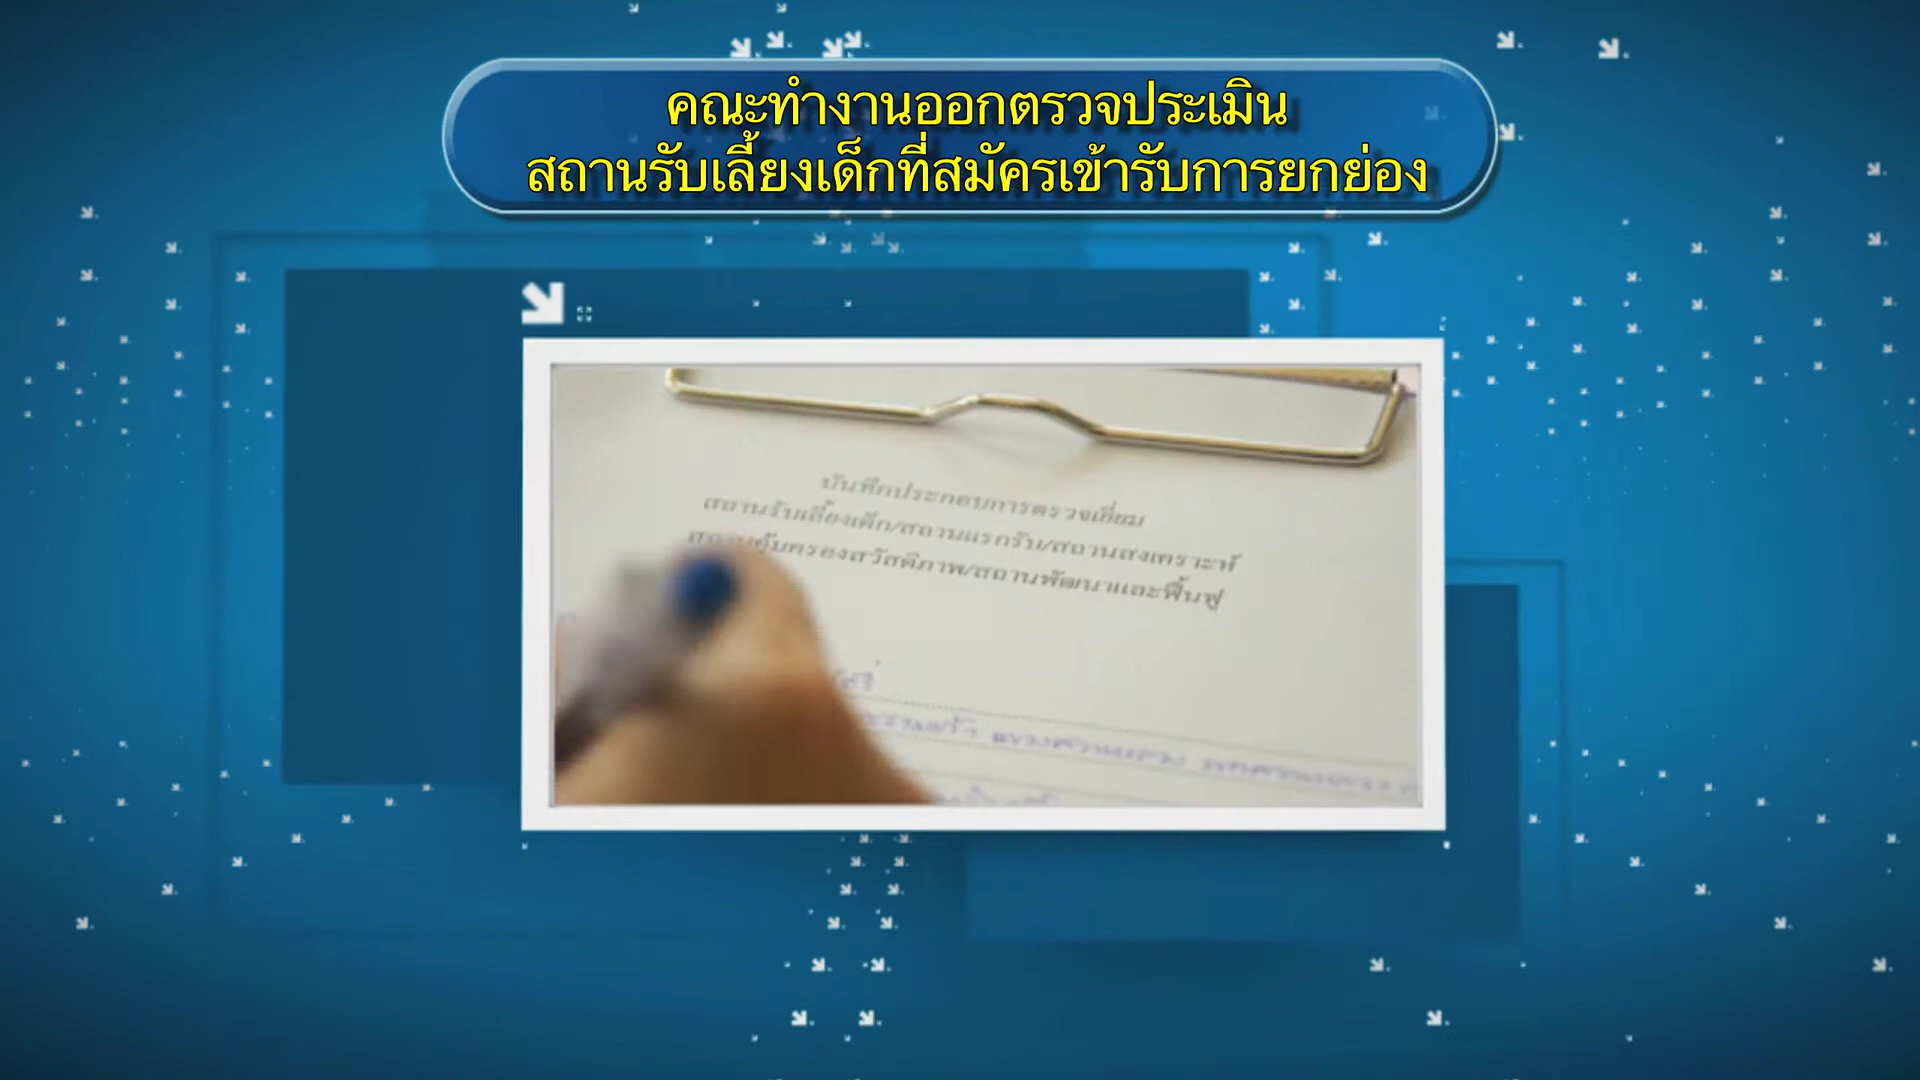 คณะทำงานออกตรวจประเมิน
สถานรับเลี้ยงเด็กที่สมัครเข้ารับการยกย่อง
บันทึกประกอบการตรวจเยี่ยม
สถานรับเลี้ยงเด็ก/สถานแรกรับ/สถานสงเคราะห์
สถานคุ้มครองสวัสดิภาพ/สถานพัฒนาและฟื้นฟู